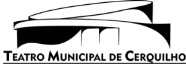 TEATRO MUNICIPAL DE CERQUILHO